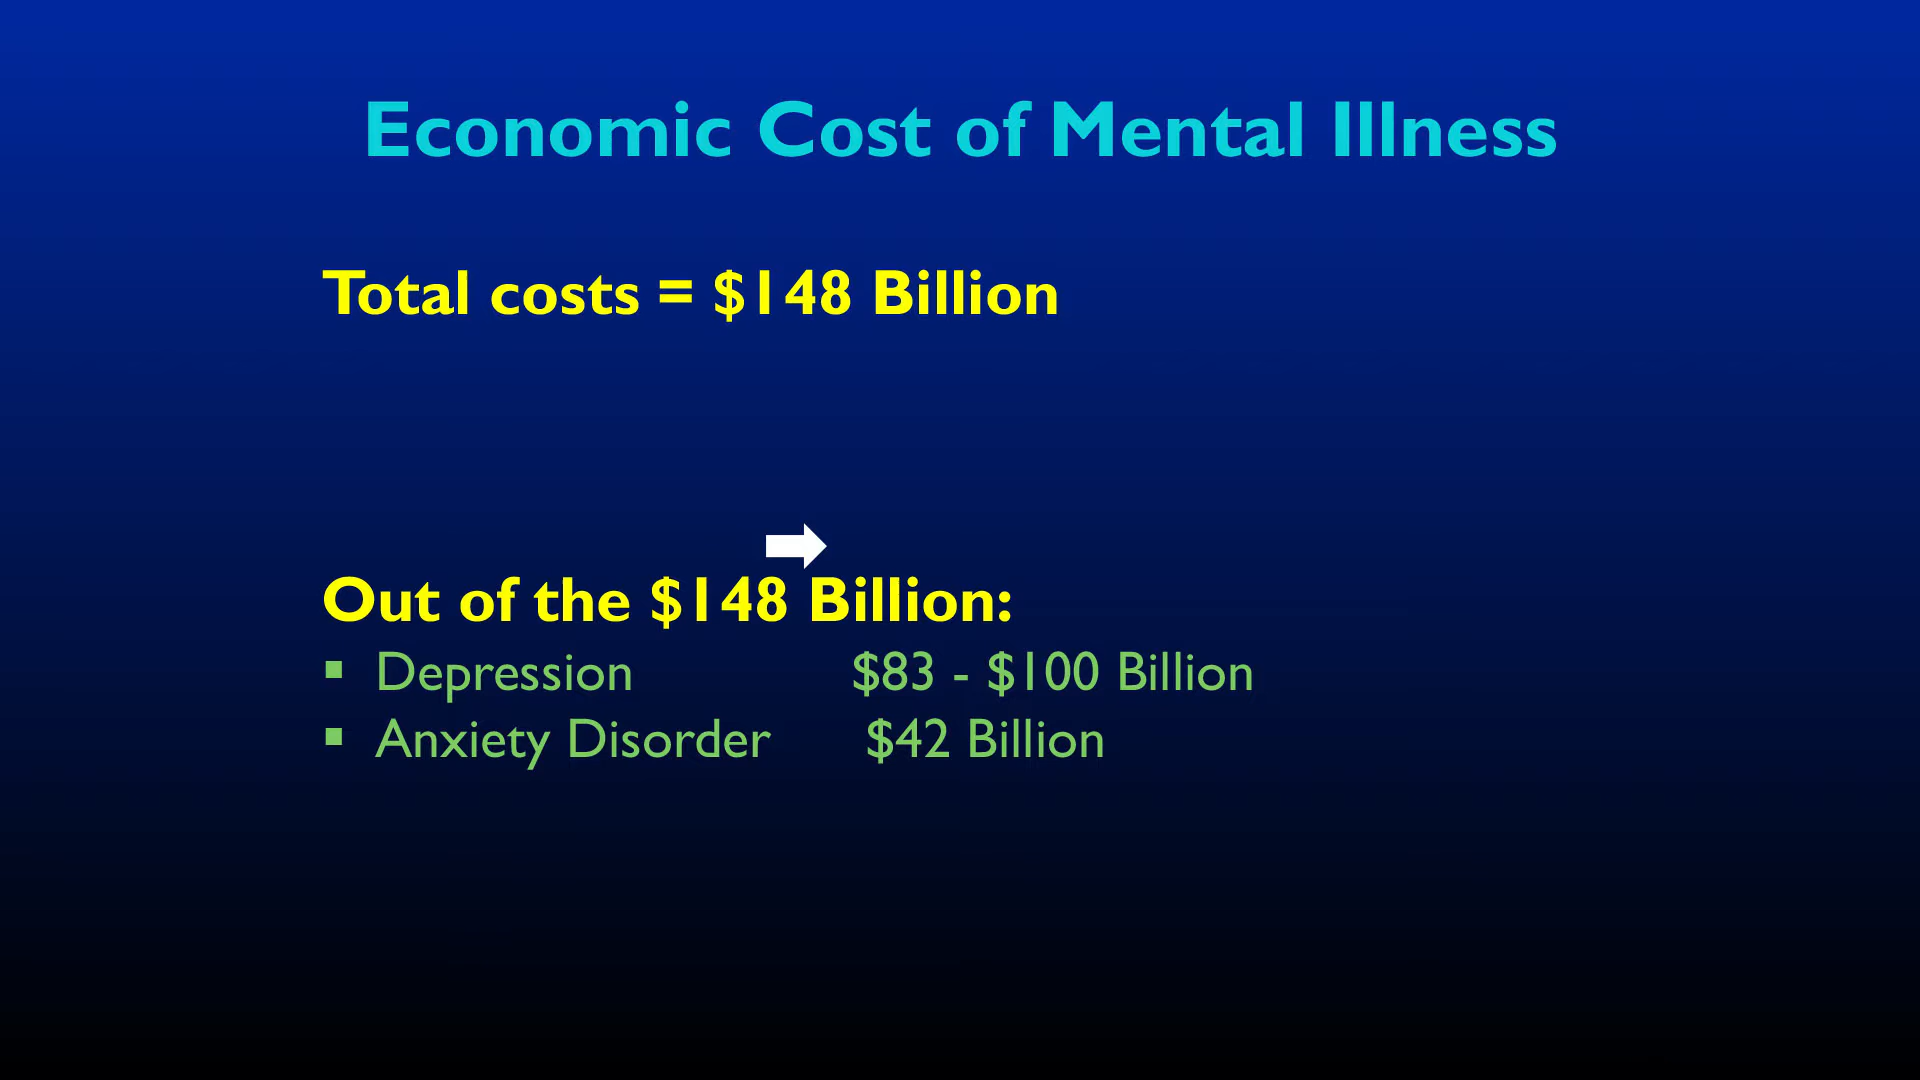 Economic Cost of Mental Illness
Total costs = $148 Billion
Out of the $148 Billion:
▪ Depression $83 - $100 Billion
▪ Anxiety Disorder $42 Billion